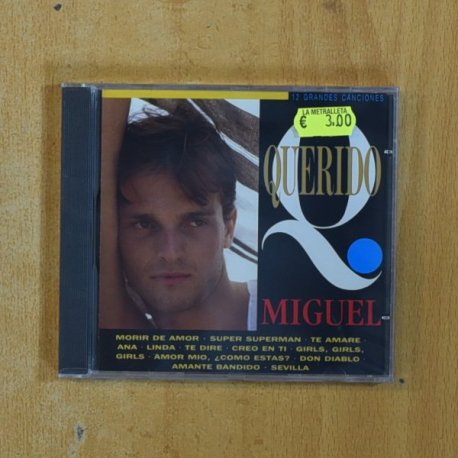 12 GRANDES CANCIONES
LA METRALLETA
€ 3.00
Q
QUERIDO
MIGUEL
MORIR DE AMOR · SUPER SUPERMAN · TE AMARE
ANA · LINDA · TE DIRE · CREO EN TI · GIRLS, GIRLS,
GIRLS · AMOR MIO, ¿COMO ESTAS? · DON DIABLO
AMANTE BANDIDO · SEVILLA